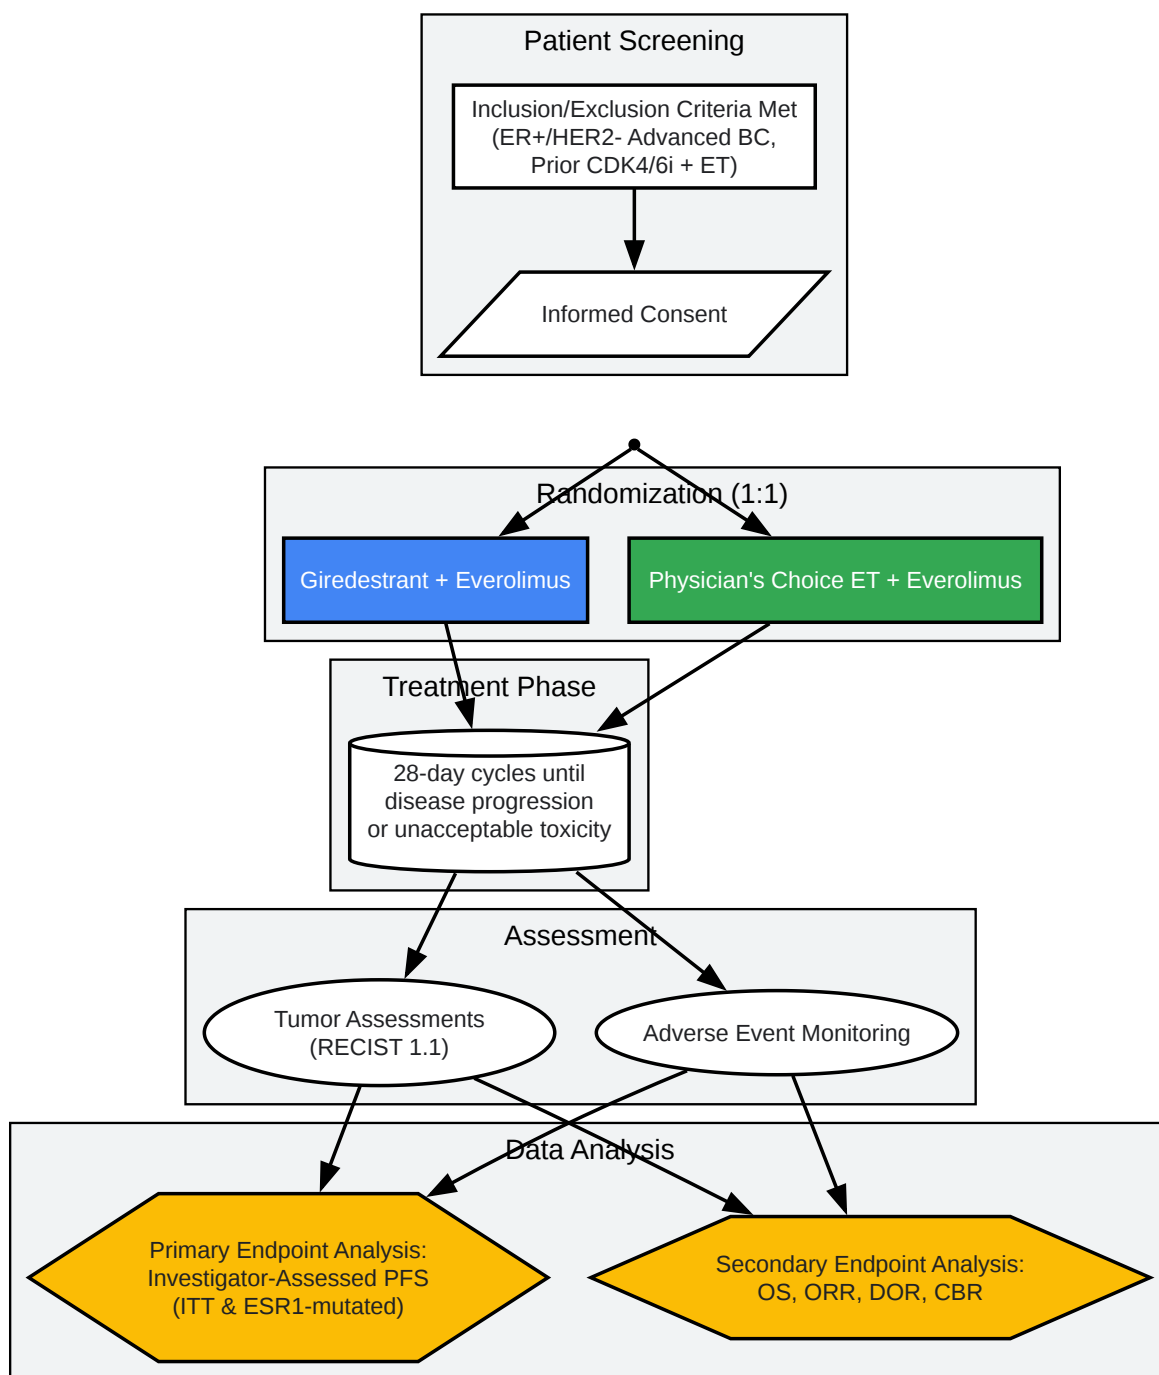 Patient Screening
Inclusion/Exclusion Criteria Met
(ER+/HER2- Advanced BC,
Prior CDK4/6i + ET)
Informed Consent
Randomization (1:1)
Giredestrant + Everolimus
Physician's Choice ET + Everolimus
Treatment Phase
28-day cycles until
disease progression
or unacceptable toxicity
Assessment
Tumor Assessments
(RECIST 1.1)
Adverse Event Monitoring
Data Analysis
Primary Endpoint Analysis:
Investigator-Assessed PFS
(ITT & ESR1-mutated)
Secondary Endpoint Analysis:
OS, ORR, DOR, CBR